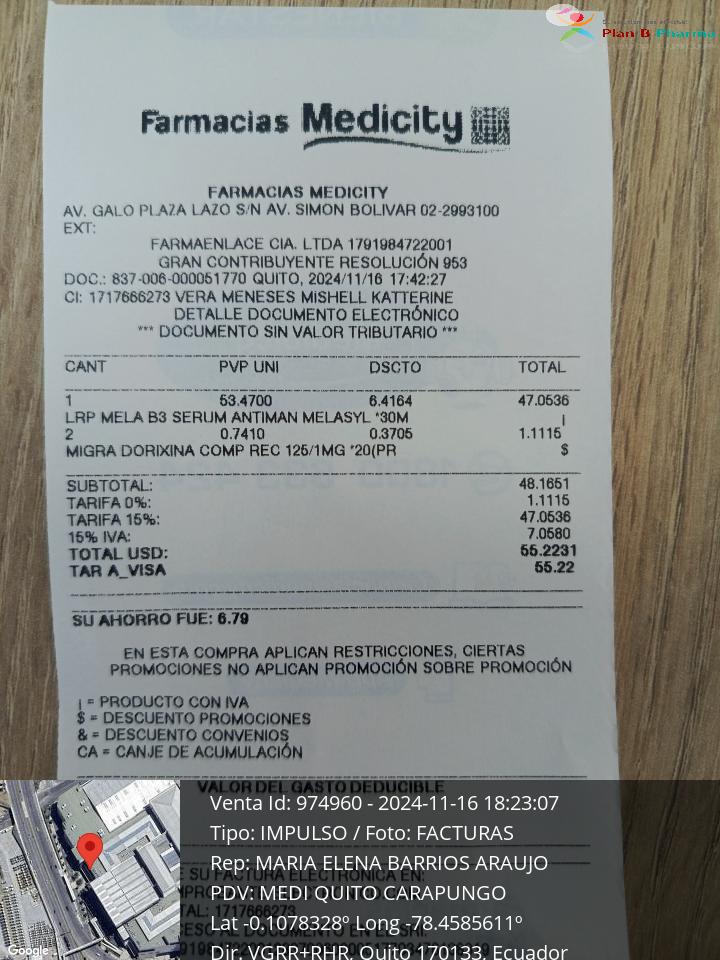 Plan B Pharma
Farmacias Medicity
FARMACIAS MEDICITY
AV. GALO PLAZA LAZO S/N AV. SIMON BOLIVAR 02-2993100
EXT:
FARMAENLACE CIA. LTDA 1791984722001
GRAN CONTRIBUYENTE RESOLUCIÓN 953
DOC.: 837-006-000051770 QUITO, 2024/11/16 17:42:27
CI: 1717666273 VERA MENESES MiSHELL KATTERINE
DETALLE DOCUMENTO ELECTRÓNICO
*** DOCUMENTO SIN VALOR TRIBUTARIO ***
CANT PVP UNI DSCTO TOTAL
1 53.4700 6.4164 47.0536
LRP MELA B3 SERUM ANTIMAN MELASYL *30M ¡
2 0.7410 0.3705 1.1115
MIGRA DORIXINA COMP REC 125/1MG *20(PR $
SUBTOTAL: 48.1651
TARIFA 0%: 1.1115
TARIFA 15%: 47.0536
15% IVA: 7.0580
TOTAL USD: 55.2231
TAR A_VISA 55.22
SU AHORRO FUE: 6.79
EN ESTA COMPRA APLICAN RESTRICCIONES, CIERTAS
PROMOCIONES NO APLICAN PROMOCIÓN SOBRE PROMOCIÓN
¡ = PRODUCTO CON IVA
$ = DESCUENTO PROMOCIONES
& = DESCUENTO CONVENIOS
CA = CANJE DE ACUMULACIÓN
VALOR DEL GASTO DEDUCIBLE
Venta Id: 974960 - 2024-11-16 18:23:07
Tipo: IMPULSO / Foto: FACTURAS
Rep: MARIA ELENA BARRIOS ARAUJO
PDV: MEDI QUITO CARAPUNGO
Lat -0.1078328º Long -78.4585611º
Dir. VGRR+RHR, Quito 170133, Ecuador
E SU FACTURA ELECTRONICA EN:
TAL: 1717666273
Google